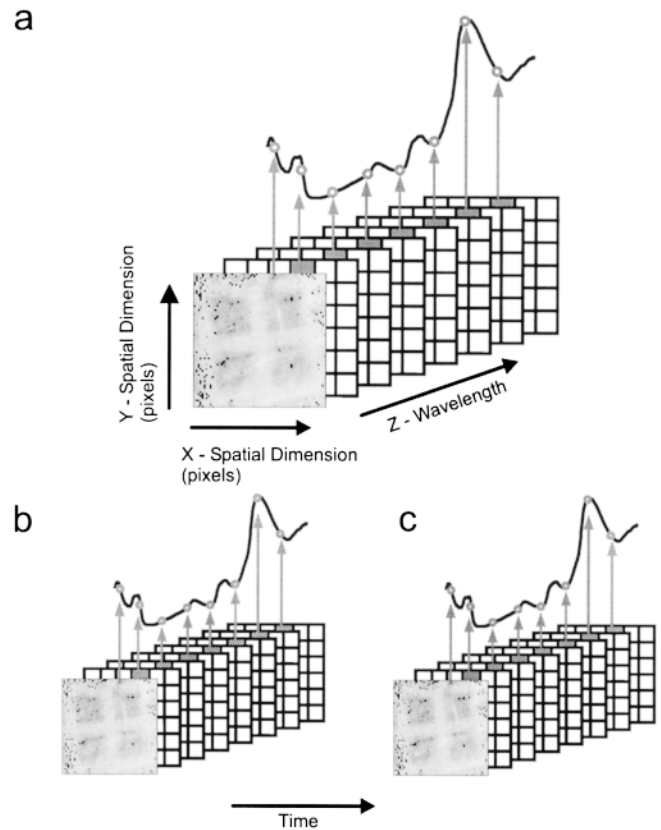 a
Y - Spatial Dimension
(pixels)
X - Spatial Dimension
(pixels)
Z - Wavelength
b
c
Time